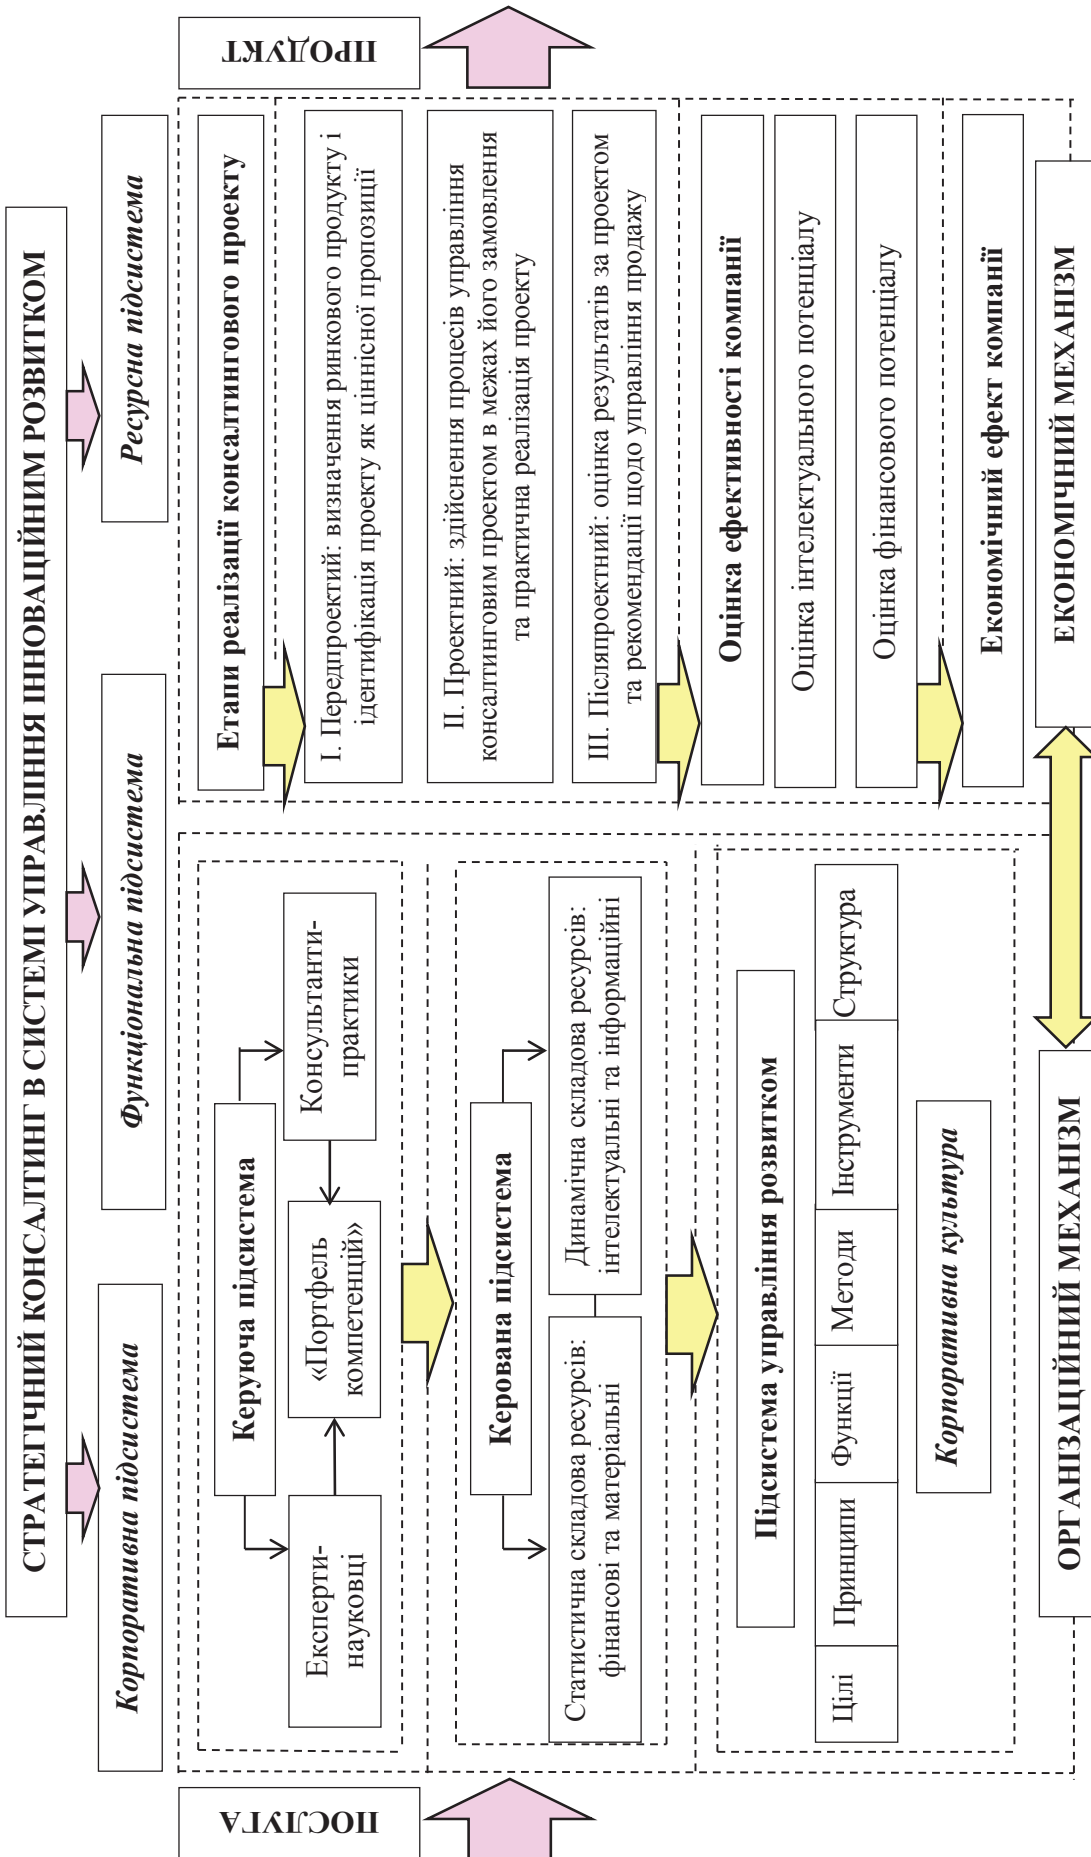 СТРАТЕГІЧНИЙ КОНСАЛТИНГ В СИСТЕМІ УПРАВЛІННЯ ІННОВАЦІЙНИМ РОЗВИТКОМ
Корпоративна підсистема
Функціональна підсистема
Ресурсна підсистема
ПОСЛУГА
Керуюча підсистема
Експерти-
науковці
«Портфель
компетенцій»
Консультанти-
практики
Керована підсистема
Статистична складова ресурсів:
фінансові та матеріальні
Динамічна складова ресурсів:
інтелектуальні та інформаційні
Підсистема управління розвитком
Цілі
Принципи
Функції
Методи
Інструменти
Структура
Корпоративна культура
ОРГАНІЗАЦІЙНИЙ МЕХАНІЗМ
Етапи реалізації консалтингового проекту
І. Передпроектий: визначення ринкового продукту і
ідентифікація проекту як ціннісної пропозиції
ІІ. Проектний: здійснення процесів управління
консалтинговим проектом в межах його замовлення
та практична реалізація проекту
ІІІ. Післяпроектний: оцінка результатів за проектом
та рекомендації щодо управління продажу
Оцінка ефективності компанії
Оцінка інтелектуального потенціалу
Оцінка фінансового потенціалу
Економічний ефект компанії
ЕКОНОМІЧНИЙ МЕХАНІЗМ
ПРОДУКТ